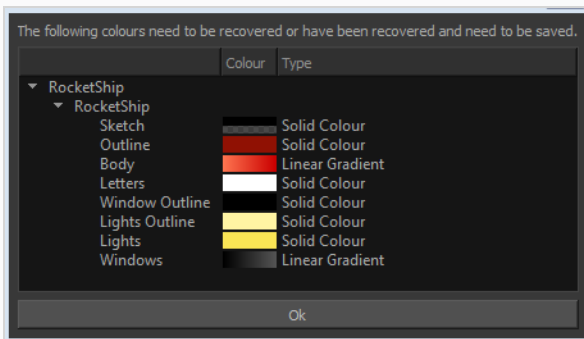 The following colours need to be recovered or have been recovered and need to be saved.
Colour Type
RocketShip
RocketShip
Sketch Solid Colour
Outline Solid Colour
Body Linear Gradient
Letters Solid Colour
Window Outline Solid Colour
Lights Outline Solid Colour
Lights Solid Colour
Windows Linear Gradient
Ok